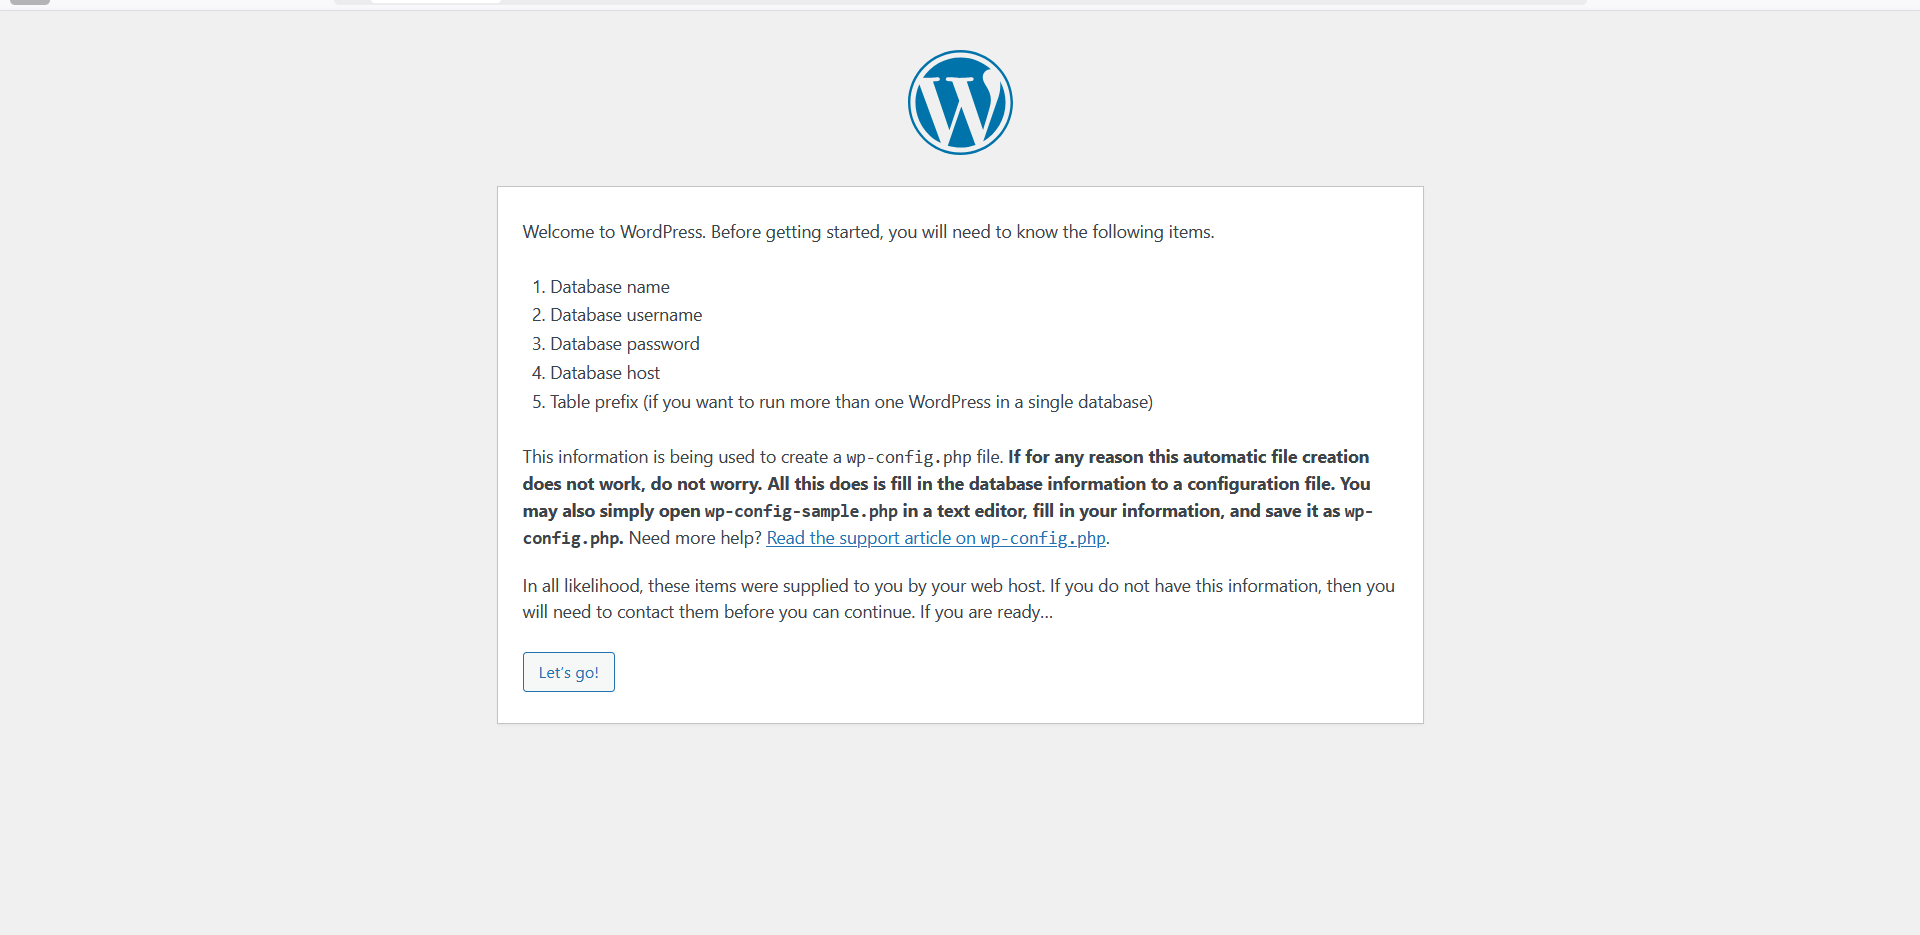 Welcome to WordPress. Before getting started, you will need to know the following items.
1. Database name
2. Database username
3. Database password
4. Database host
5. Table prefix (if you want to run more than one WordPress in a single database)
This information is being used to create a wp-config.php file. If for any reason this automatic file creation
does not work, do not worry. All this does is fill in the database information to a configuration file. You
may also simply open wp-config-sample.php in a text editor, fill in your information, and save it as wp-
config.php. Need more help? Read the support article on wp-config.php.
In all likelihood, these items were supplied to you by your web host. If you do not have this information, then you
will need to contact them before you can continue. If you are ready…
Let’s go!